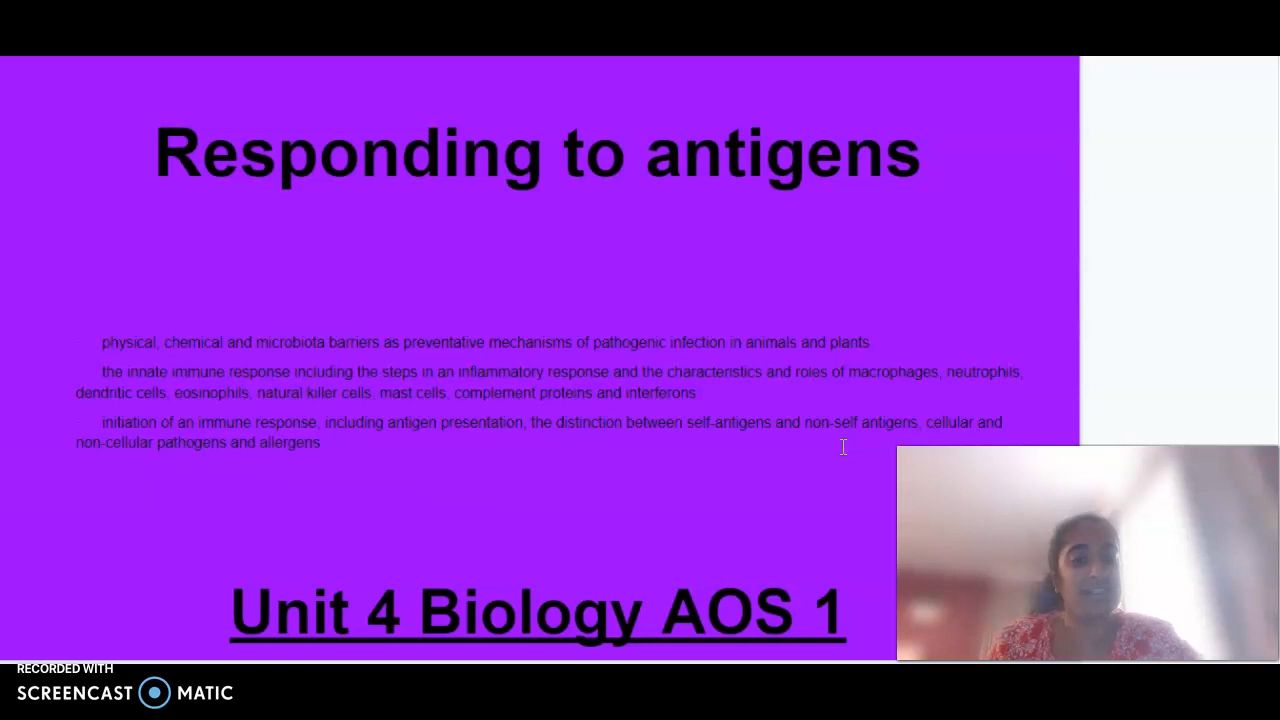 Responding to antigens
physical, chemical and microbiota barriers as preventative mechanisms of pathogenic infection in animals and plants
the innate immune response including the steps in an inflammatory response and the characteristics and roles of macrophages, neutrophils,
dendritic cells, eosinophils, natural killer cells, mast cells, complement proteins and interferons
initiation of an immune response, including antigen presentation, the distinction between self-antigens and non-self antigens, cellular and
non-cellular pathogens and allergens
Unit 4 Biology AOS 1
RECORDED WITH
SCREENCAST MATIC